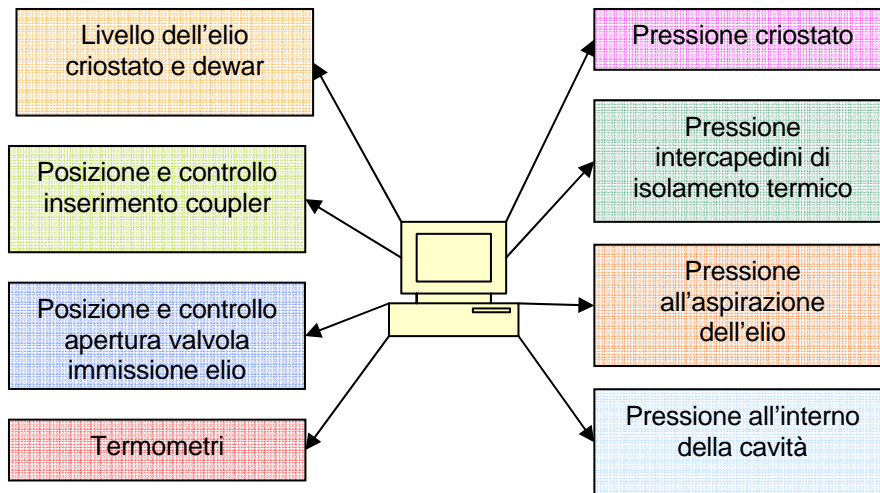 Livello dell'elio
criostato e dewar
Posizione e controllo
inserimento coupler
Posizione e controllo
apertura valvola
immissione elio
Termometri
Pressione criostato
Pressione
intercapedini di
isolamento termico
Pressione
all'aspirazione
dell'elio
Pressione all'interno
della cavità